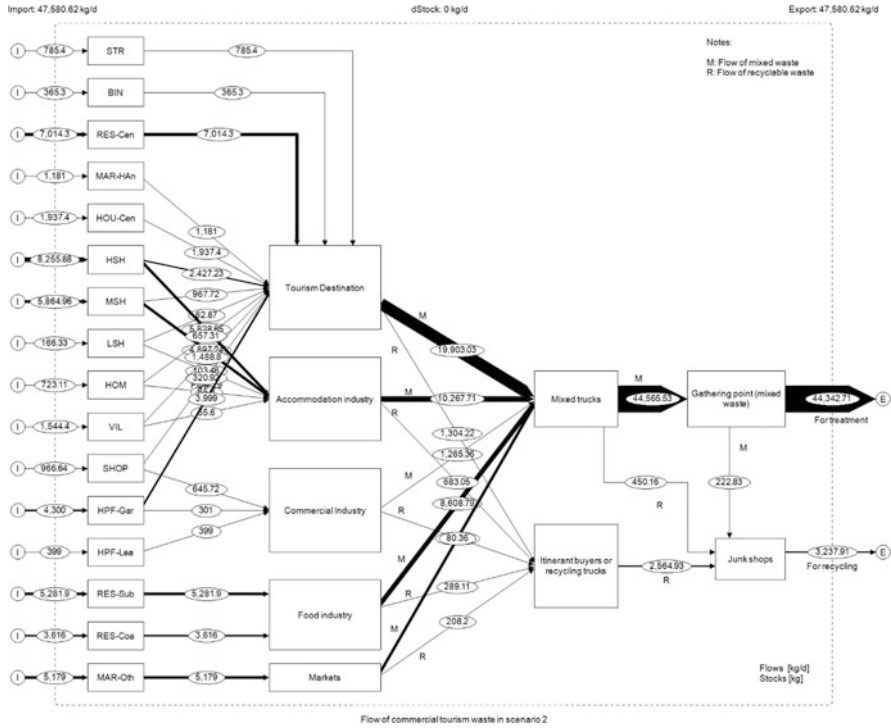 Import: 47,580.62 kg/d
dStock: 0 kg/d
Export: 47,580.62 kg/d
Notes:
M: Flow of mixed waste
R: Flow of recyclable waste
I 785.4 STR 785.4
I 365.3 BIN 365.3
I 7,014.3 RES-Cen 7,014.3
I 1,181 MAR-HAn 1,181
I 1,937.4 HOU-Cen 1,937.4
I 8,255.88 HSH 2,427.23
I 5,864.96 MSH 967.72
I 166.33 LSH 62.87
657.31
1,488.8
I 723.11 HOM
320.92
3,999
I 1,544.4 VIL 55.6
I 966.64 SHOP 645.72
I 4,300 HPF-Gar 301
I 399 HPF-Lea 399
I 5,281.9 RES-Sub 5,281.9
I 3,616 RES-Coa 3,616
I 5,179 MAR-Oth 5,179
Tourism Destination
Accommodation industry
Commercial Industry
Food industry
Markets
M
19,903.03
R
M
10,267.71
R
1,304.22
1,265.36
M
683.05
R
8,608.79
80.36
M
R
289.11
M
208.2
R
Mixed trucks
M
44,565.53
Gathering point (mixed
waste)
44,342.71
E
For treatment
450.16
R
M
222.83
Itinerant buyers or
recycling trucks
2,564.93
R
Junk shops
3,237.91
E
For recycling
Flows [kg/d]
Stocks [kg]
Flow of commercial tourism waste in scenario 2